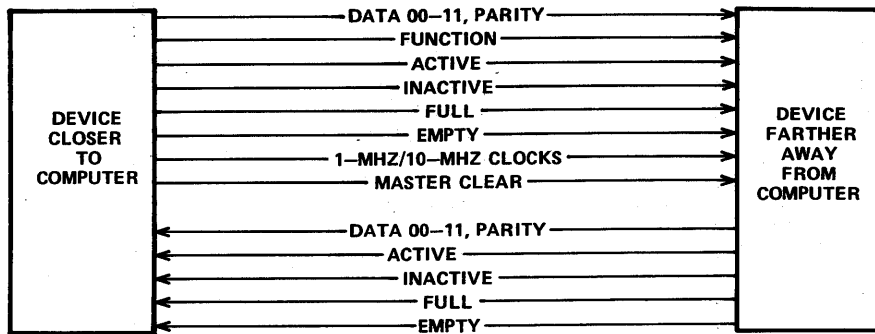 DEVICE
CLOSER
TO
COMPUTER
DATA 00–11, PARITY
FUNCTION
ACTIVE
INACTIVE
FULL
EMPTY
1–MHZ/10–MHZ CLOCKS
MASTER CLEAR
DATA 00–11, PARITY
ACTIVE
INACTIVE
FULL
EMPTY
DEVICE
FARTHER
AWAY
FROM
COMPUTER